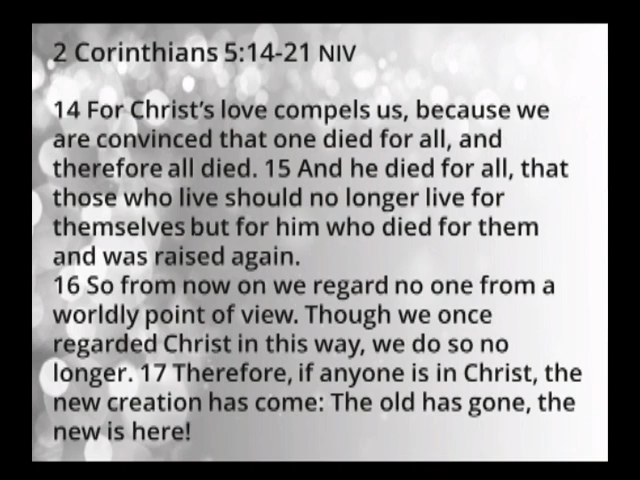 2 Corinthians 5:14-21 NIV
14 For Christ's love compels us, because we
are convinced that one died for all, and
therefore all died. 15 And he died for all, that
those who live should no longer live for
themselves but for him who died for them
and was raised again.
16 So from now on we regard no one from a
worldly point of view. Though we once
regarded Christ in this way, we do so no
longer. 17 Therefore, if anyone is in Christ, the
new creation has come: The old has gone, the
new is here!